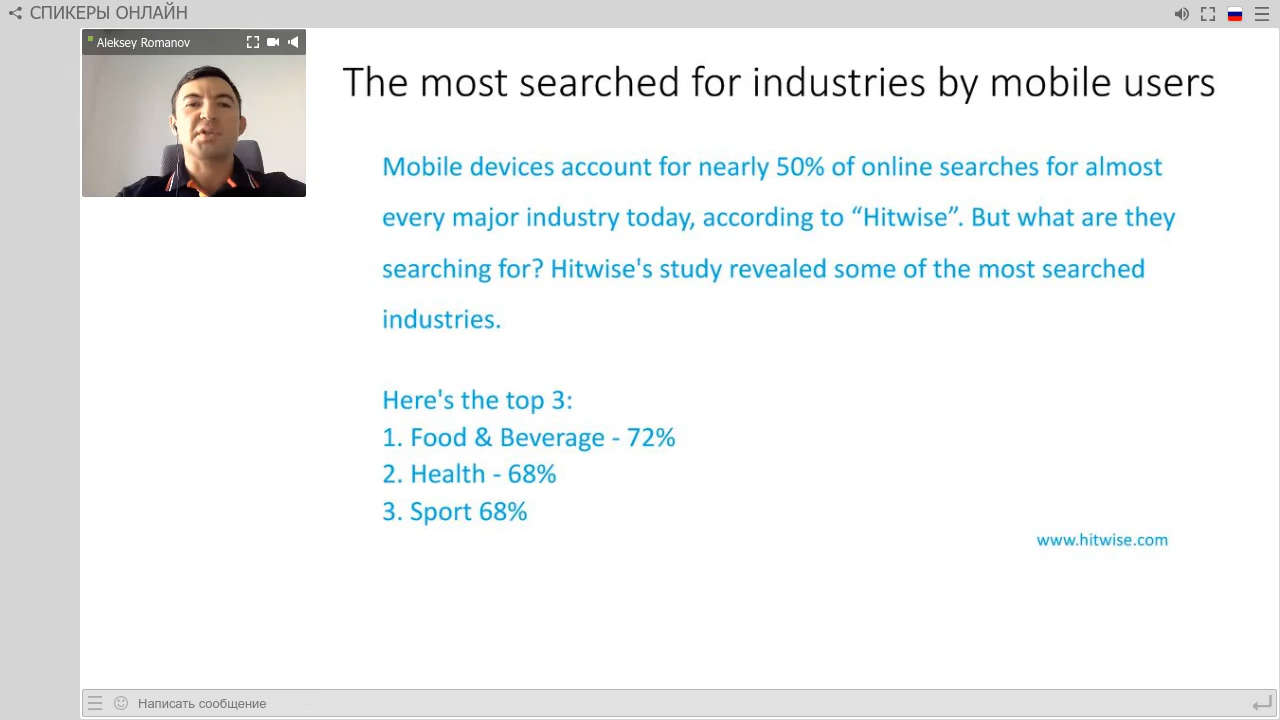 СПИКЕРЫ ОНЛАЙН
Aleksey Romanov
The most searched for industries by mobile users
Mobile devices account for nearly 50% of online searches for almost
every major industry today, according to “Hitwise”. But what are they
searching for? Hitwise's study revealed some of the most searched
industries.
Here's the top 3:
1. Food & Beverage - 72%
2. Health - 68%
3. Sport 68%
www.hitwise.com
Написать сообщение